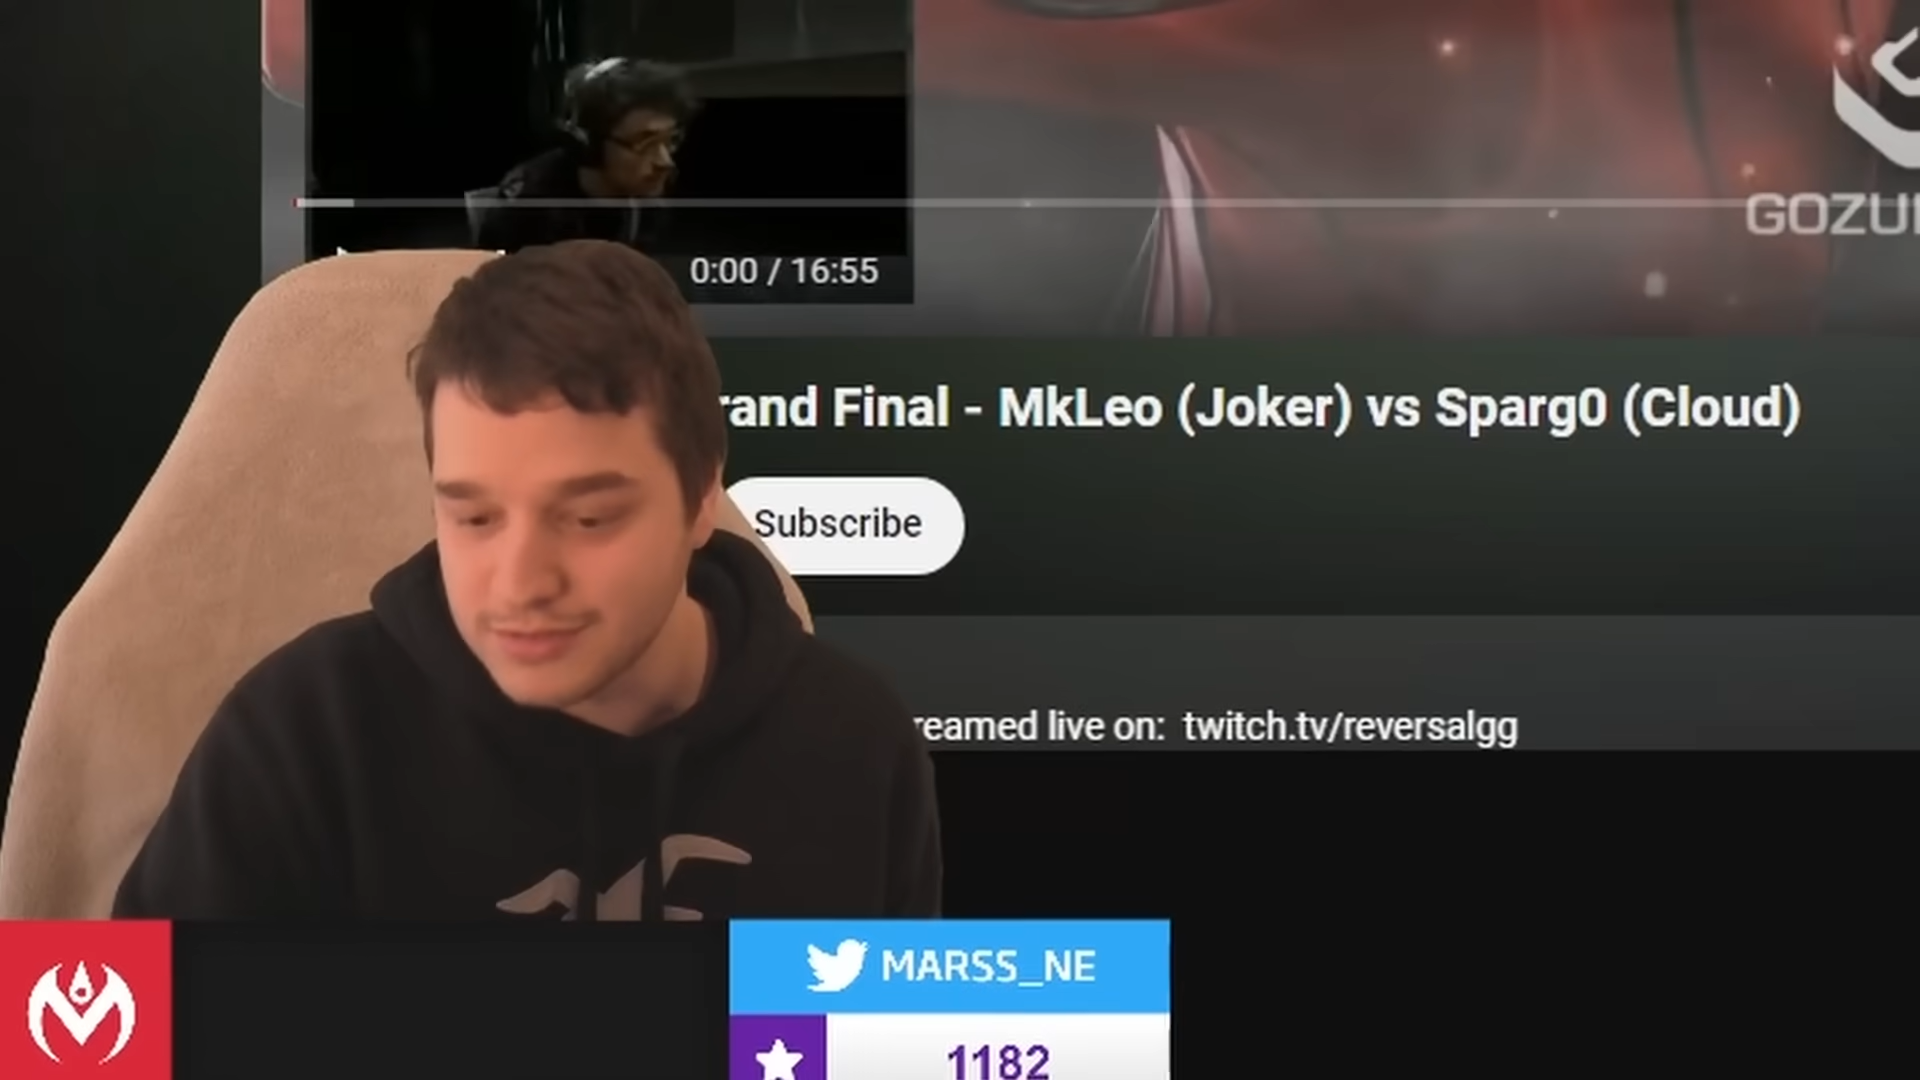 GOZU
0:00 / 16:55
rand Final - MkLeo (Joker) vs Sparg0 (Cloud)
Subscribe
reamed live on: twitch.tv/reversalgg
MARSS_NE
1182